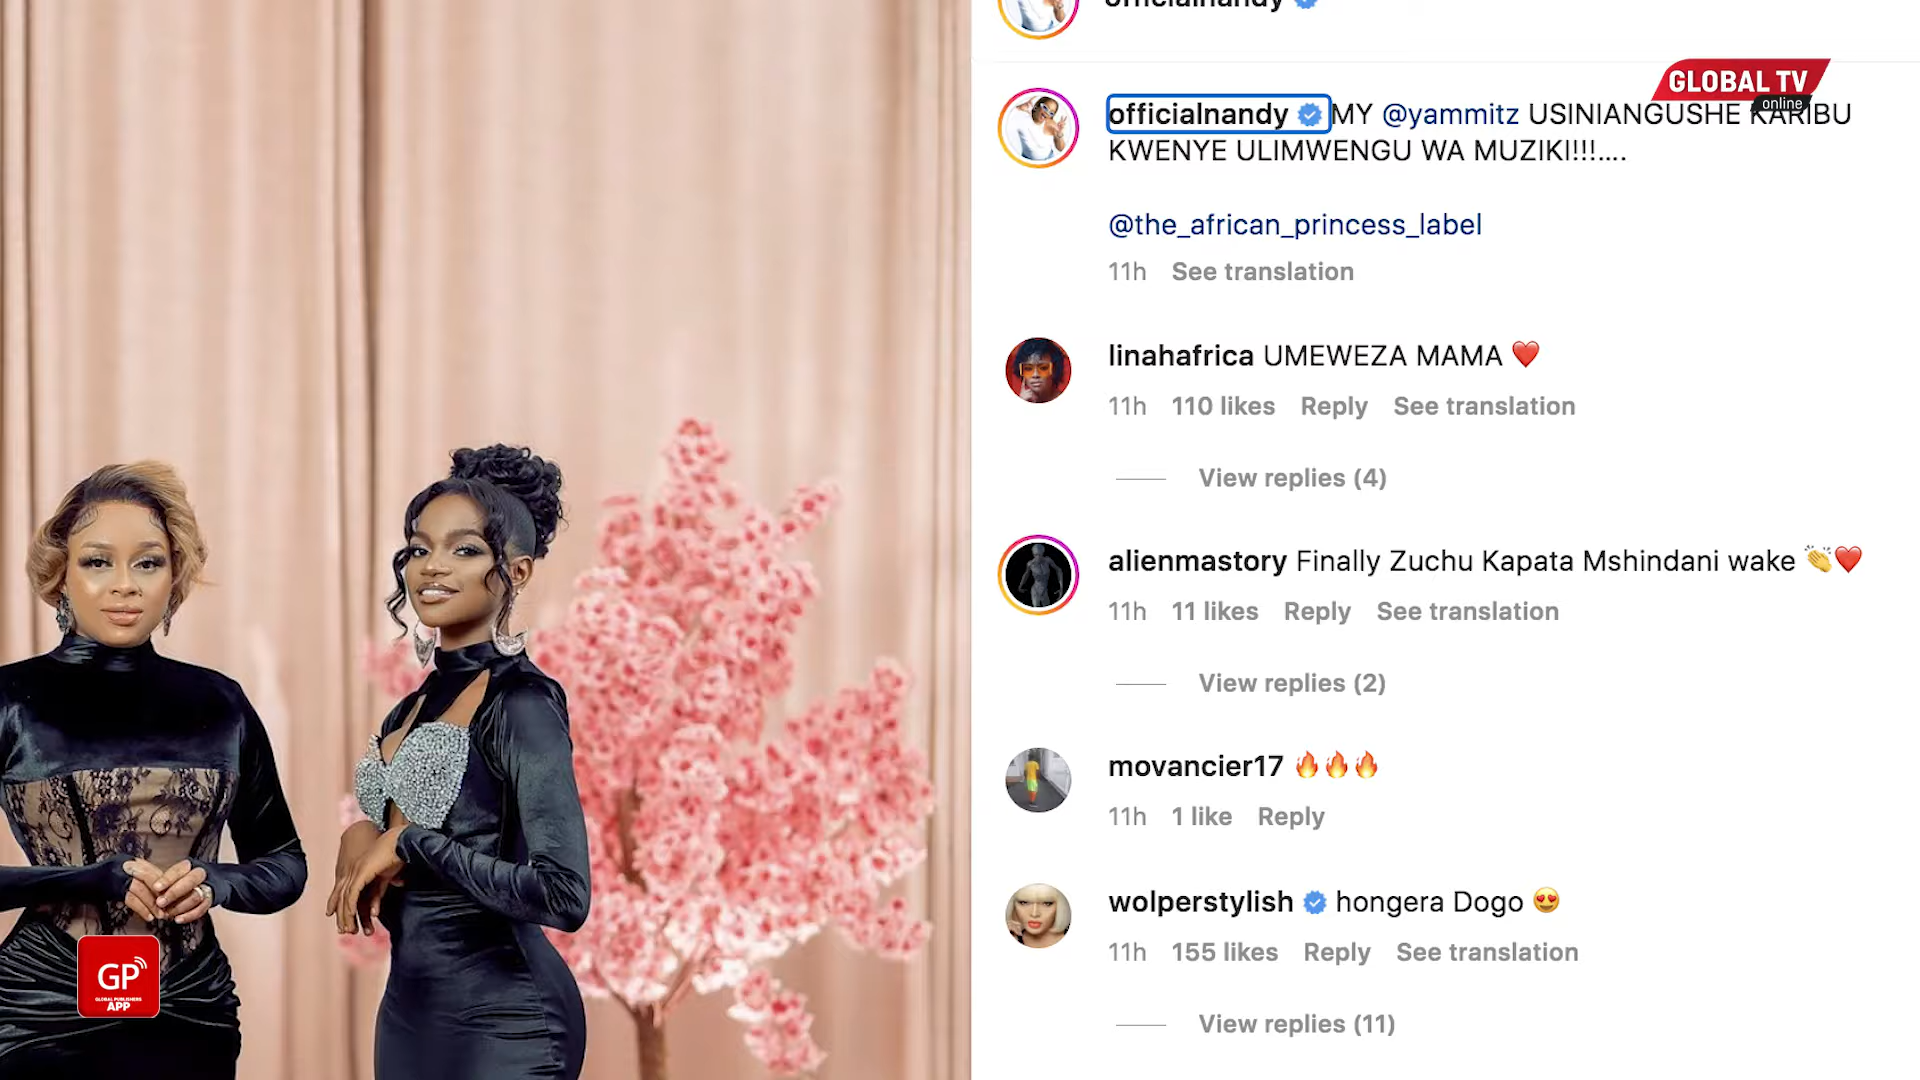 officialnandy
GLOBAL TV
online
officialnandy MY @yammitz USINIANGUSHE KARIBU
KWENYE ULIMWENGU WA MUZIKI!!!....
@the_african_princess_label
11h See translation
linahafrica UMEWEZA MAMA ❤️
11h 110 likes Reply See translation
View replies (4)
alienmastory Finally Zuchu Kapata Mshindani wake 👏❤️
11h 11 likes Reply See translation
View replies (2)
movancier17 🔥🔥🔥
11h 1 like Reply
wolperstylish hongera Dogo 😍
11h 155 likes Reply See translation
View replies (11)
GP
GLOBAL PUBLISHERS
APP